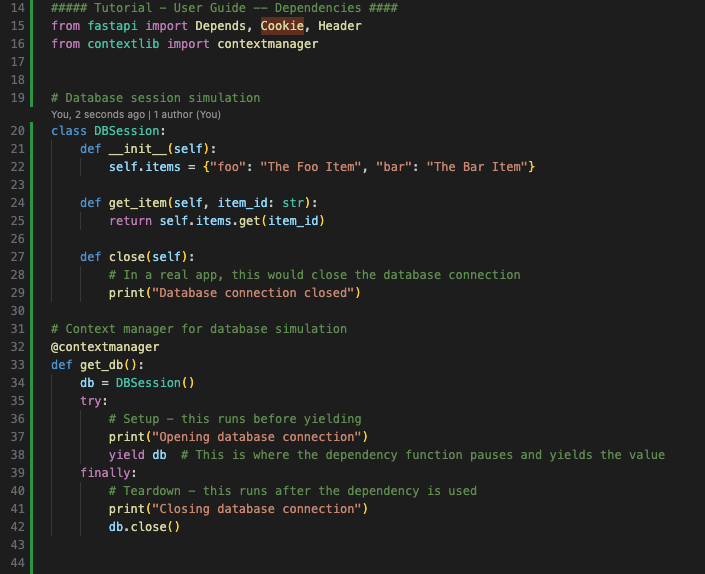 14 ##### Tutorial - User Guide -- Dependencies ####
15 from fastapi import Depends, Cookie, Header
16 from contextlib import contextmanager
17
18
19 # Database session simulation
You, 2 seconds ago | 1 author (You)
20 class DBSession:
21     def __init__(self):
22         self.items = {"foo": "The Foo Item", "bar": "The Bar Item"}
23
24     def get_item(self, item_id: str):
25         return self.items.get(item_id)
26
27     def close(self):
28         # In a real app, this would close the database connection
29         print("Database connection closed")
30
31 # Context manager for database simulation
32 @contextmanager
33 def get_db():
34     db = DBSession()
35     try:
36         # Setup - this runs before yielding
37         print("Opening database connection")
38         yield db  # This is where the dependency function pauses and yields the value
39     finally:
40         # Teardown - this runs after the dependency is used
41         print("Closing database connection")
42         db.close()
43
44